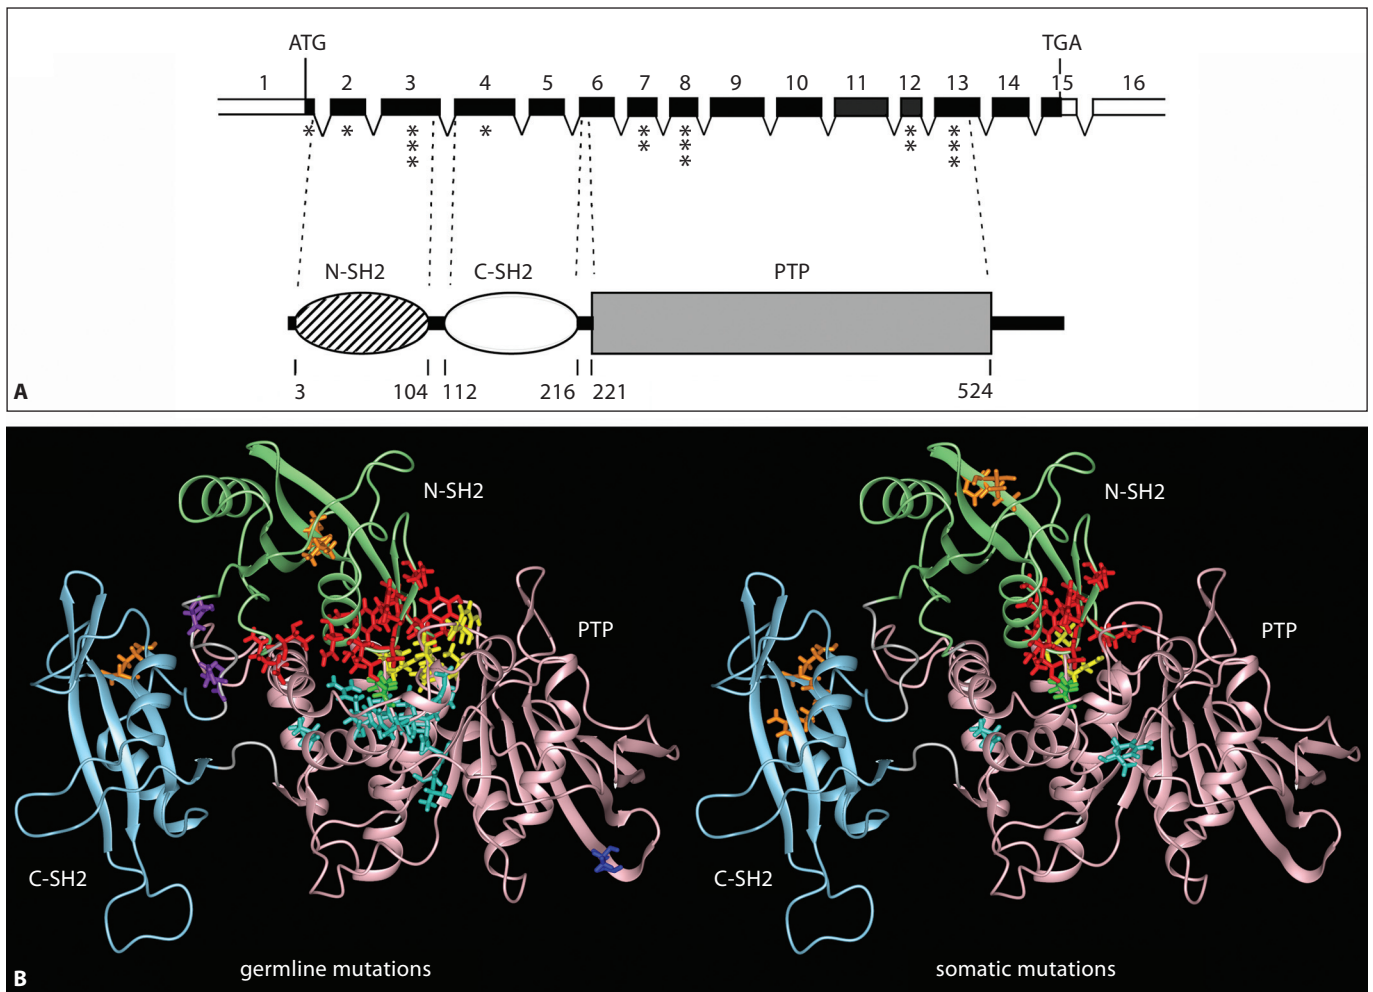 ATG TGA
1 2 3 4 5 6 7 8 9 10 11 12 13 14 15 16
* * *** * ** *** ** ***
N-SH2 C-SH2 PTP
3 104 112 216 221 524
A
N-SH2 N-SH2
PTP PTP
C-SH2 C-SH2
germline mutations somatic mutations
B